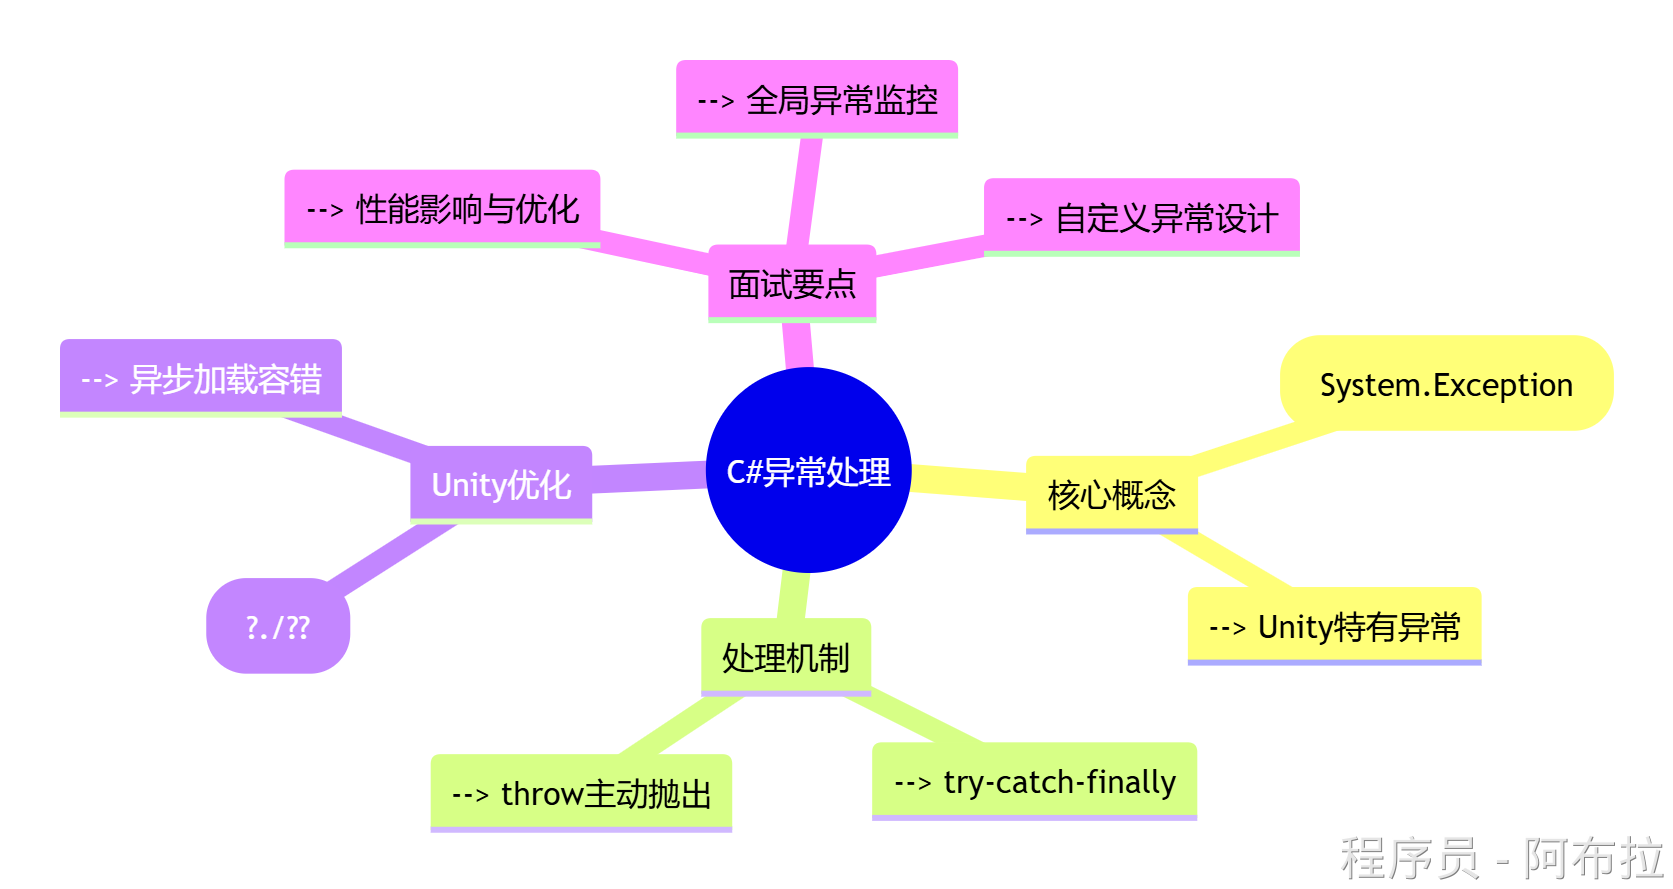 --> 全局异常监控
--> 性能影响与优化
--> 自定义异常设计
面试要点
--> 异步加载容错
System.Exception
Unity优化
C#异常处理
核心概念
?./??
--> Unity特有异常
处理机制
--> throw主动抛出
--> try-catch-finally
程序员 - 阿布拉